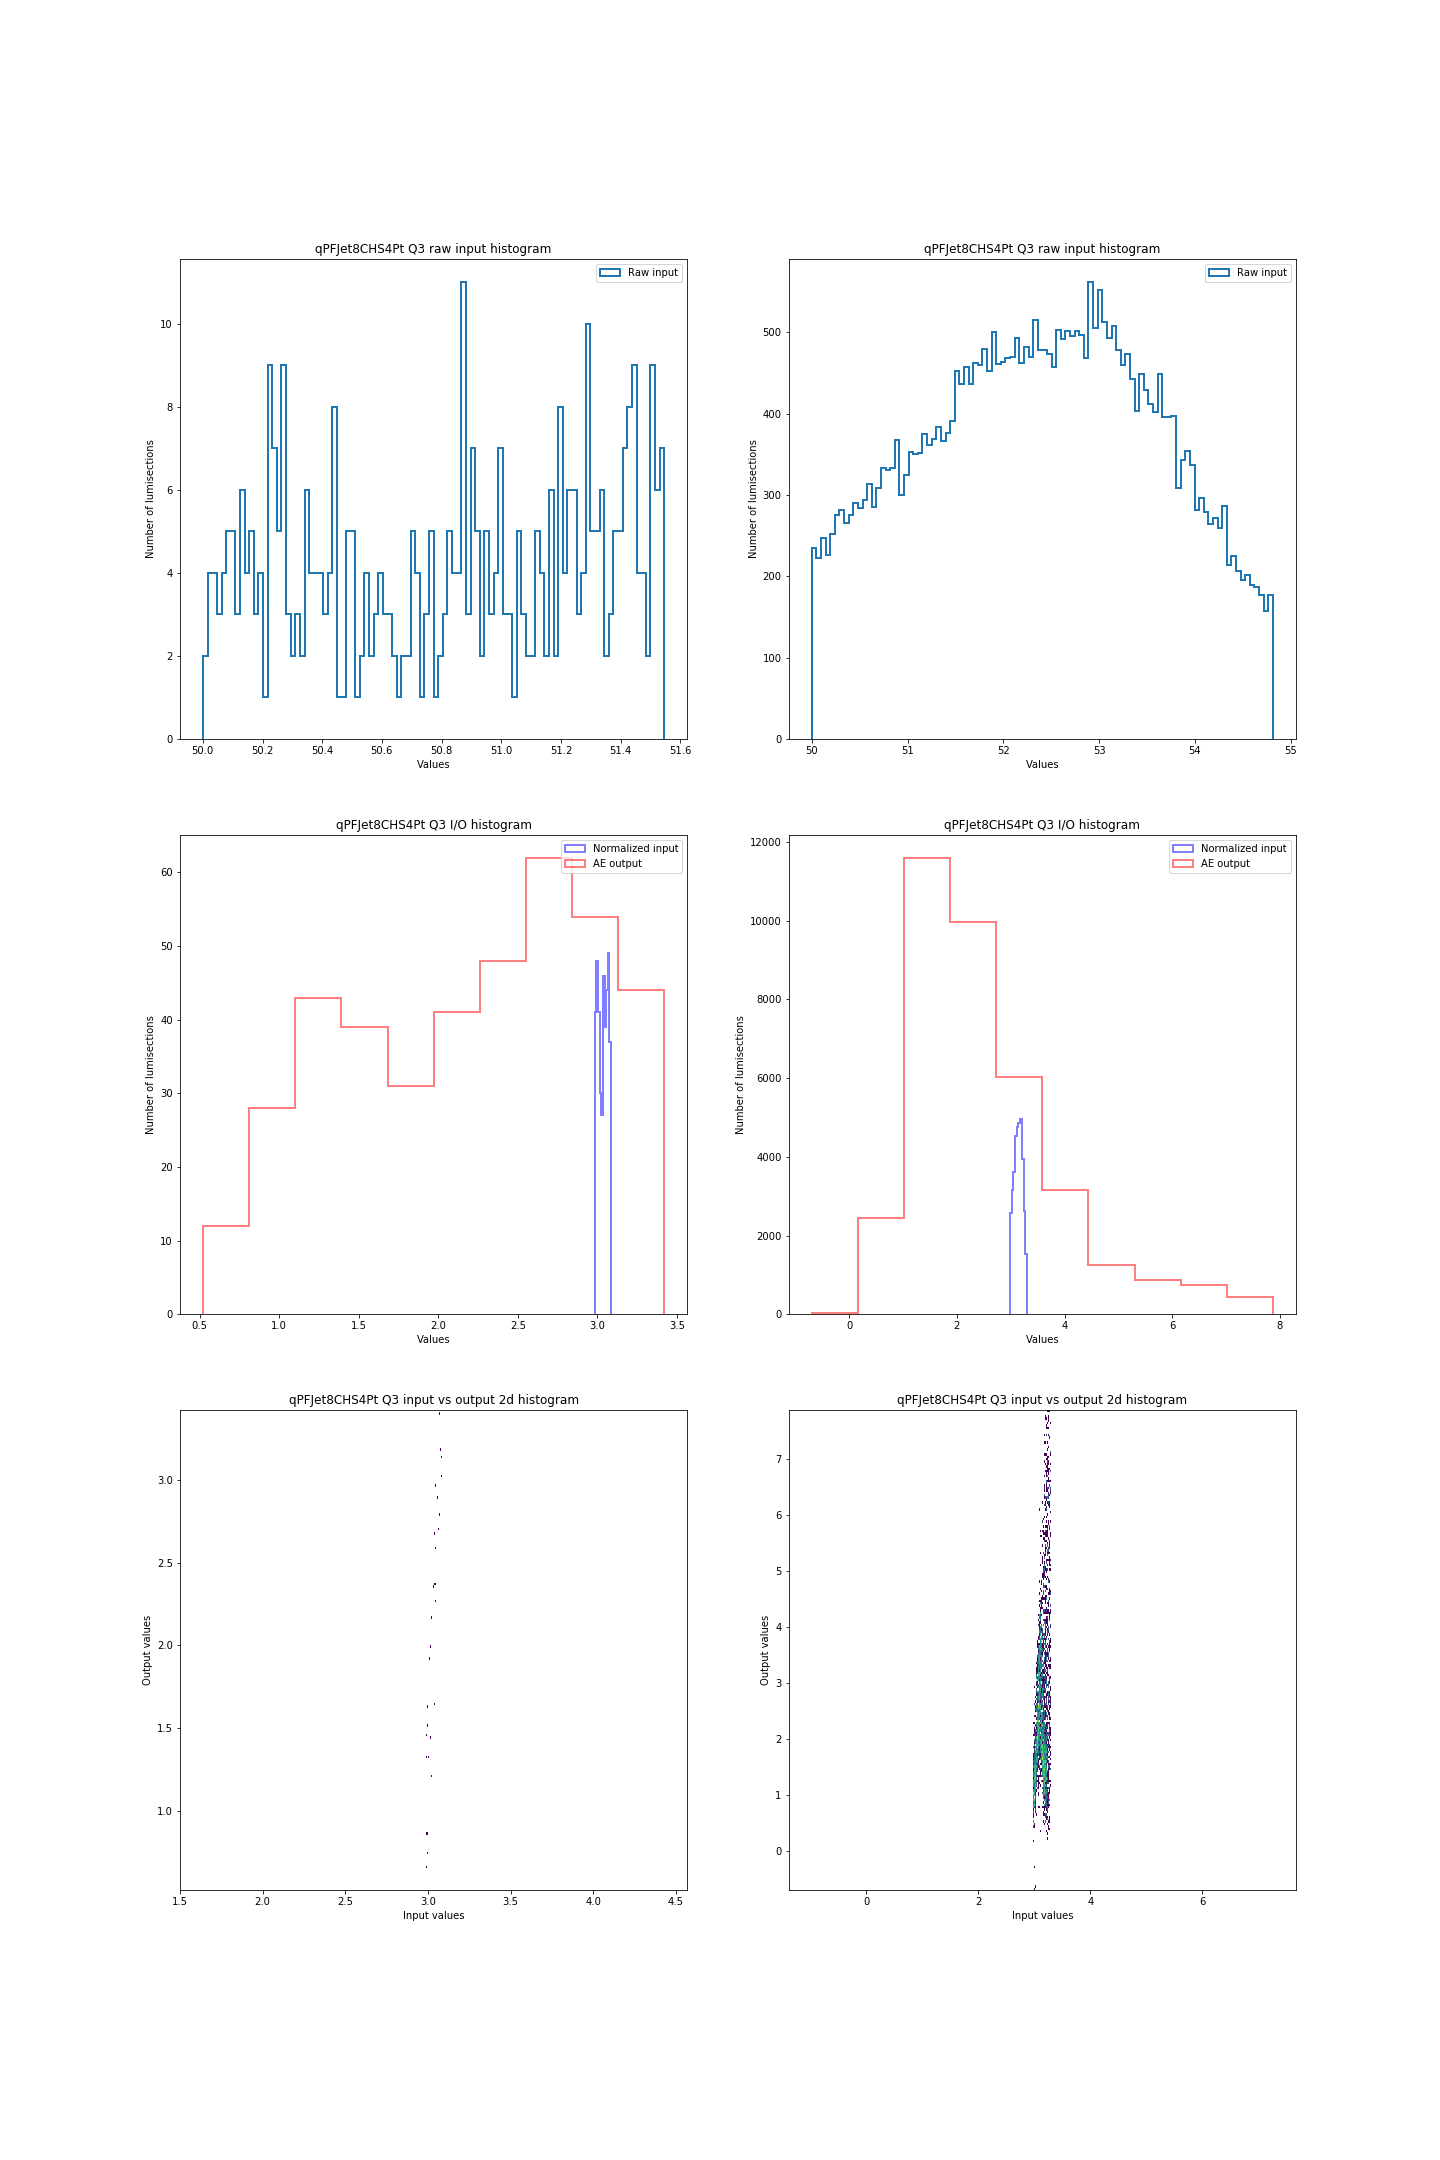 qPFJet8CHS4Pt Q3 raw input histogram
Raw input
Number of lumisections
10
8
6
4
2
0
50.0 50.2 50.4 50.6 50.8 51.0 51.2 51.4 51.6
Values
qPFJet8CHS4Pt Q3 raw input histogram
Raw input
Number of lumisections
500
400
300
200
100
0
50 51 52 53 54 55
Values
qPFJet8CHS4Pt Q3 I/O histogram
Normalized input
AE output
Number of lumisections
60
50
40
30
20
10
0
0.5 1.0 1.5 2.0 2.5 3.0 3.5
Values
qPFJet8CHS4Pt Q3 I/O histogram
Normalized input
AE output
Number of lumisections
12000
10000
8000
6000
4000
2000
0
0 2 4 6 8
Values
qPFJet8CHS4Pt Q3 input vs output 2d histogram
Output values
3.0
2.5
2.0
1.5
1.0
1.5 2.0 2.5 3.0 3.5 4.0 4.5
Input values
qPFJet8CHS4Pt Q3 input vs output 2d histogram
Output values
7
6
5
4
3
2
1
0
0 2 4 6
Input values